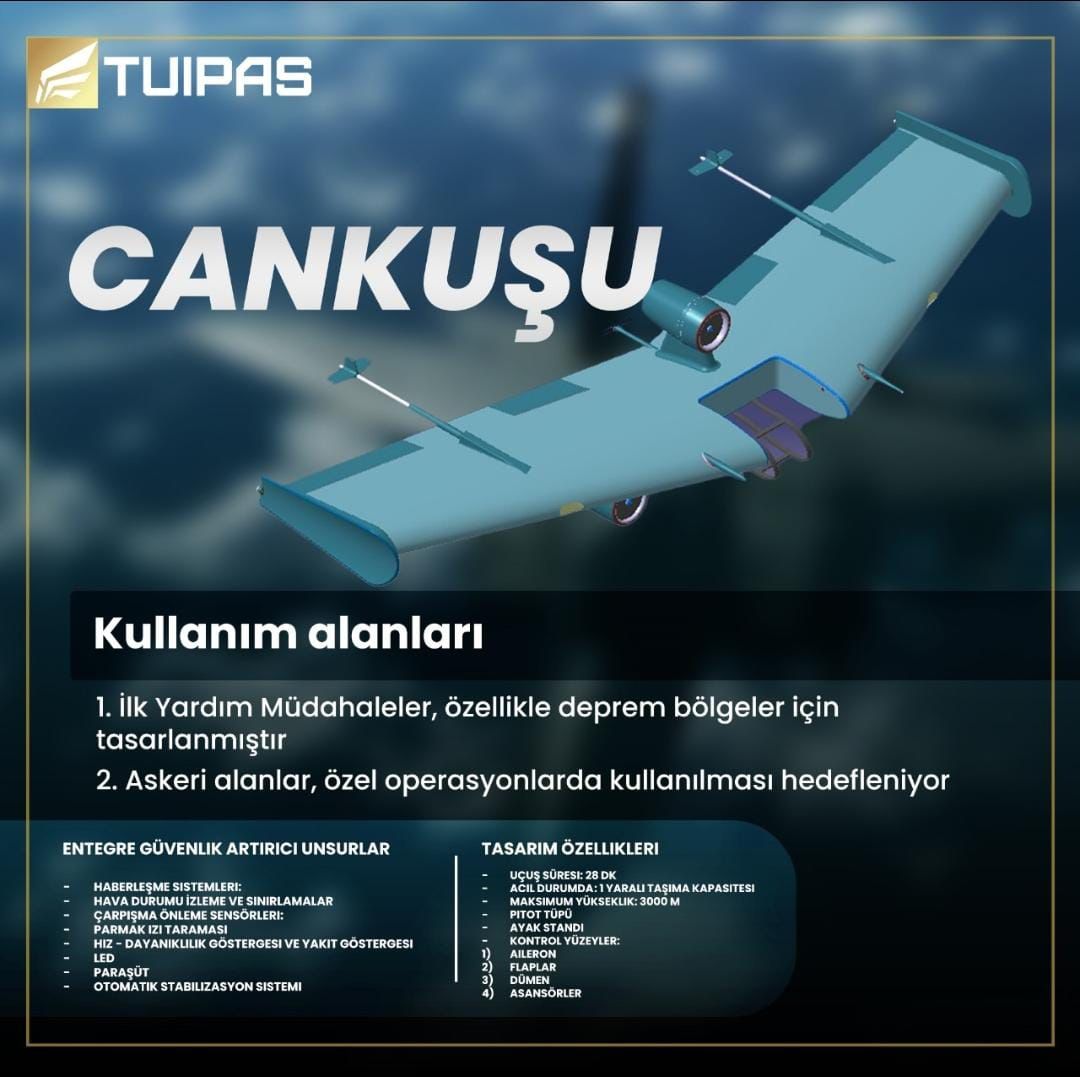 TUIPAS
CANKUŞU
Kullanım alanları
1. İlk Yardım Müdahaleler, özellikle deprem bölgeler için
tasarlanmıştır
2. Askeri alanlar, özel operasyonlarda kullanılması hedefleniyor
ENTEGRE GÜVENLIK ARTIRICI UNSURLAR
- HABERLEŞME SISTEMLERI:
- HAVA DURUMU İZLEME VE SINIRLAMALAR
- ÇARPIŞMA ÖNLEME SENSÖRLERI:
- PARMAK IZI TARAMASI
- HIZ - DAYANIKLILIK GÖSTERGESI VE YAKIT GÖSTERGESI
- LED
- PARAŞÜT
- OTOMATIK STABILIZASYON SISTEMI
TASARIM ÖZELLIKLERI
- UÇUŞ SÜRESI: 28 DK
- ACIL DURUMDA: 1 YARALI TAŞIMA KAPASITESI
- MAKSIMUM YÜKSEKLIK: 3000 M
- PITOT TÜPÜ
- AYAK STANDI
- KONTROL YÜZEYLER:
1) AILERON
2) FLAPLAR
3) DÜMEN
4) ASANSÖRLER